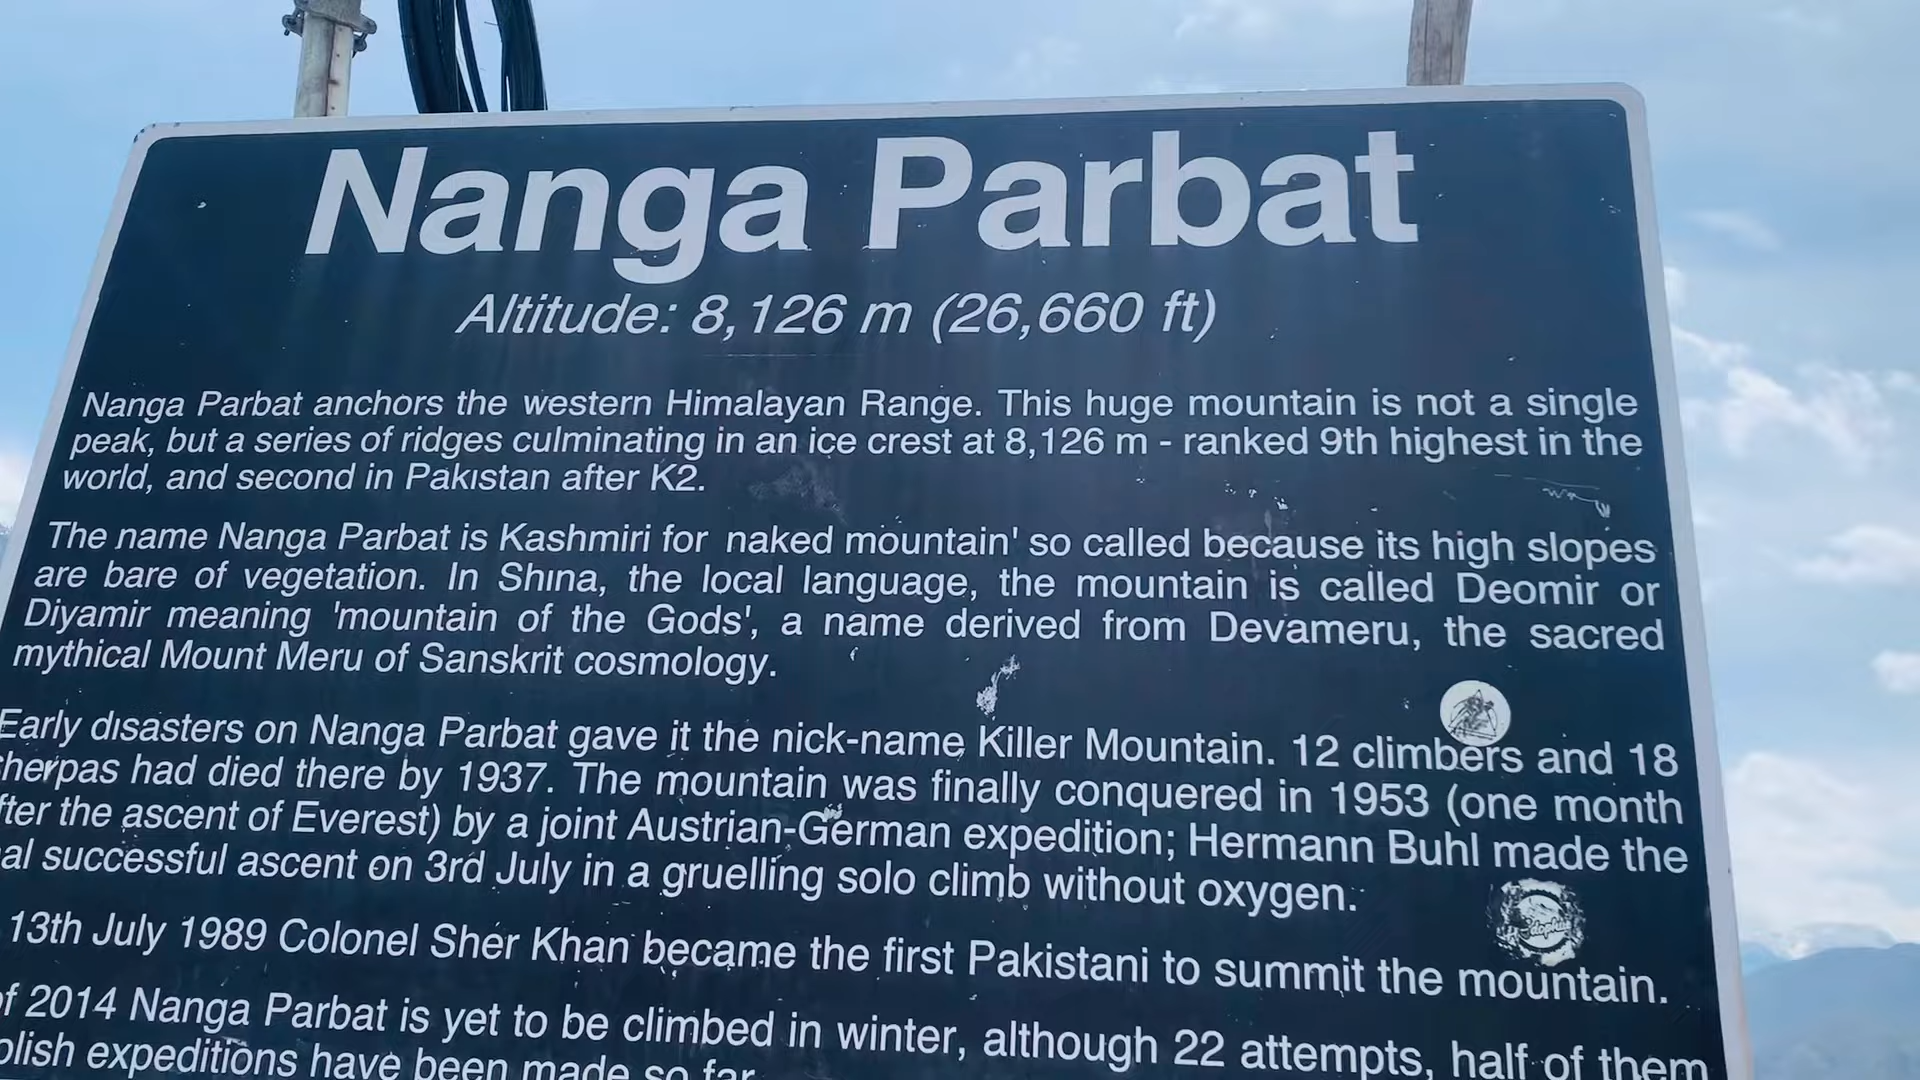 Nanga Parbat
Altitude: 8,126 m (26,660 ft)
Nanga Parbat anchors the western Himalayan Range. This huge mountain is not a single
peak, but a series of ridges culminating in an ice crest at 8,126 m - ranked 9th highest in the
world, and second in Pakistan after K2.
The name Nanga Parbat is Kashmiri for naked mountain' so called because its high slopes
are bare of vegetation. In Shina, the local language, the mountain is called Deomir or
Diyamir meaning 'mountain of the Gods', a name derived from Devameru, the sacred
mythical Mount Meru of Sanskrit cosmology.
Early disasters on Nanga Parbat gave it the nick-name Killer Mountain. 12 climbers and 18
sherpas had died there by 1937. The mountain was finally conquered in 1953 (one month
fter the ascent of Everest) by a joint Austrian-German expedition; Hermann Buhl made the
al successful ascent on 3rd July in a gruelling solo climb without oxygen.
13th July 1989 Colonel Sher Khan became the first Pakistani to summit the mountain.
of 2014 Nanga Parbat is yet to be climbed in winter, although 22 attempts, half of them
olish expeditions have been made so far.